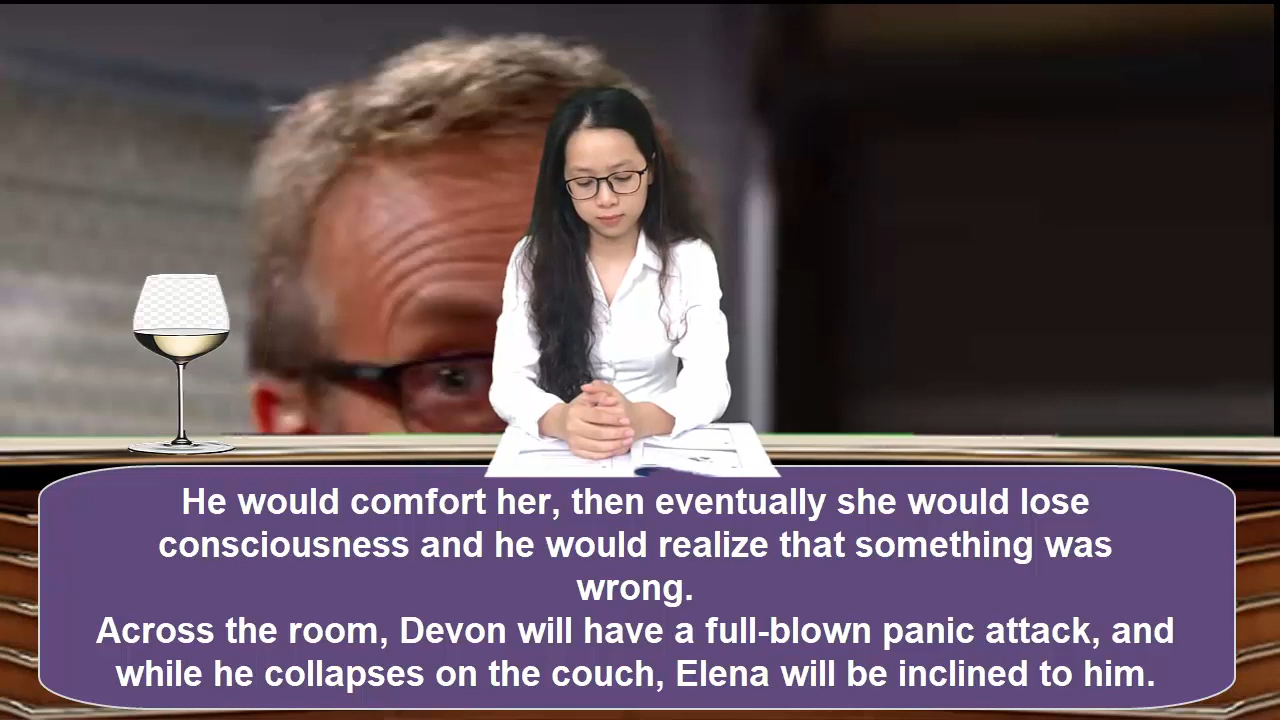 He would comfort her, then eventually she would lose
consciousness and he would realize that something was
wrong.
Across the room, Devon will have a full-blown panic attack, and
while he collapses on the couch, Elena will be inclined to him.